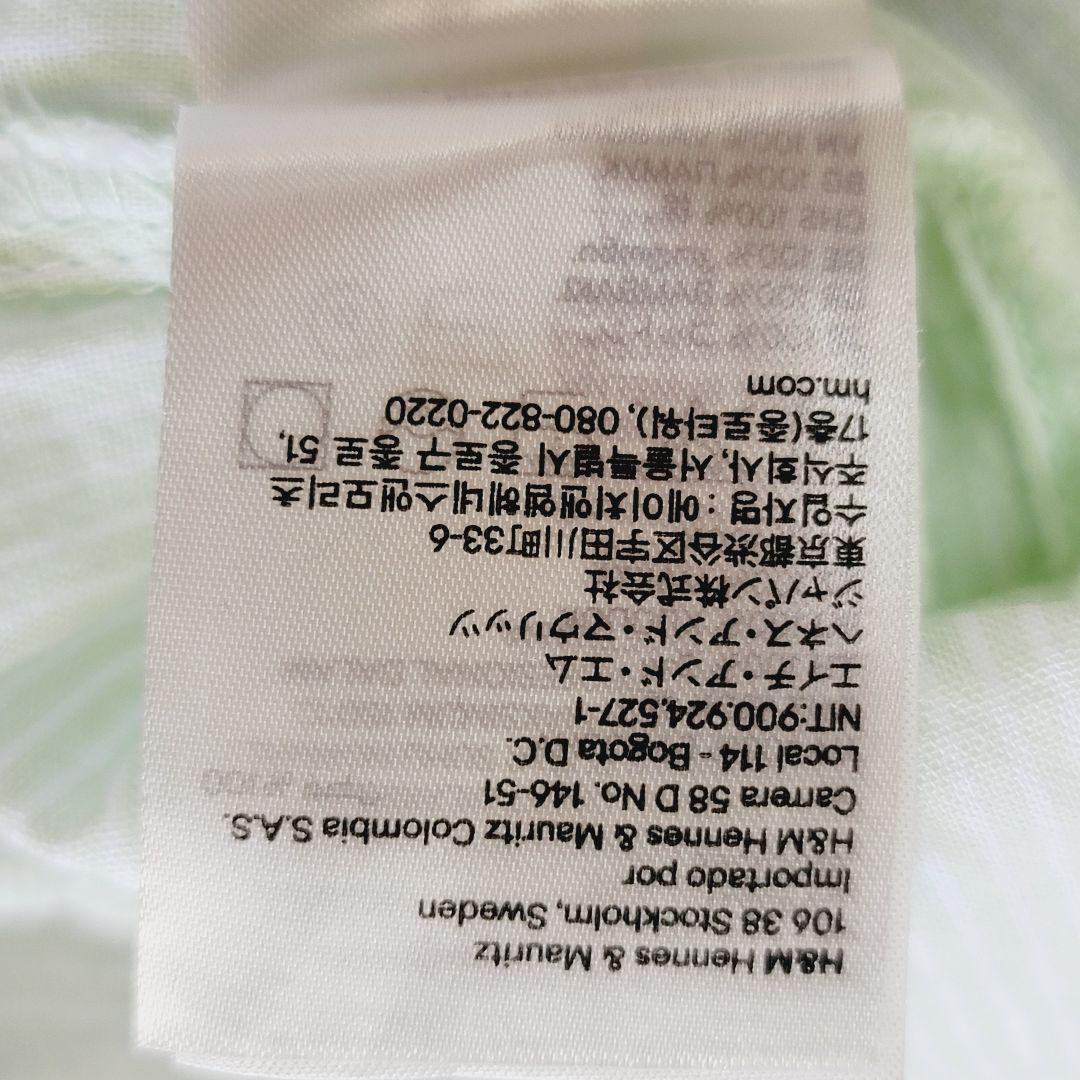 H&M Hennes & Mauritz
106 38 Stockholm, Sweden
Importado por
H&M Hennes & Mauritz Colombia S.A.S.
Carrera 58 D No. 146-51
Local 114 - Bogota D.C.
NIT:900.924.527-1
エイチ・アンド・エム
ヘネス・アンド・マウリッツ
ジャパン株式会社
東京都渋谷区宇田川町33-6
수입자명 : 에이치앤엠헤네스앤모리츠
주식회사, 서울특별시 종로구 종로 51,
17층(종로타워), 080-822-0220
hm.com